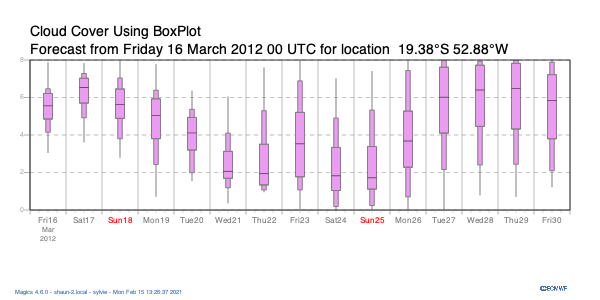 Cloud Cover Using BoxPlot
Forecast from Friday 16 March 2012 00 UTC for location 19.38°S 52.88°W
8
6
4
2
0
Fri16 Sat17 Sun18 Mon19 Tue20 Wed21 Thu22 Fri23 Sat24 Sun25 Mon26 Tue27 Wed28 Thu29 Fri30
Mar
2012
Magics 4.6.0 - shaun-2.local - sylvie - Mon Feb 15 13:26:37 2021
ECMWF